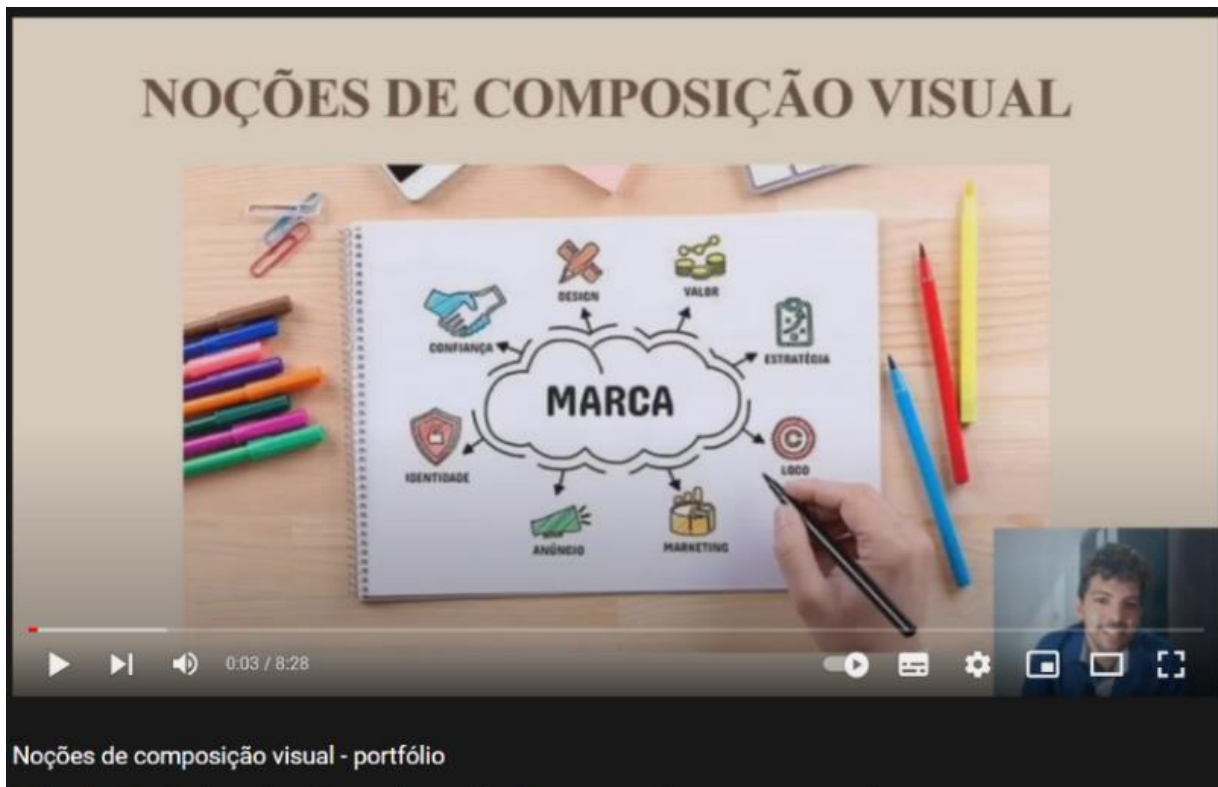 NOÇÕES DE COMPOSIÇÃO VISUAL
DESIGN
VALOR
CONFIANÇA
ESTRATÉGIA
MARCA
IDENTIDADE
LOGO
ANÚNCIO
MARKETING
0:03 / 8:28
Noções de composição visual - portfólio